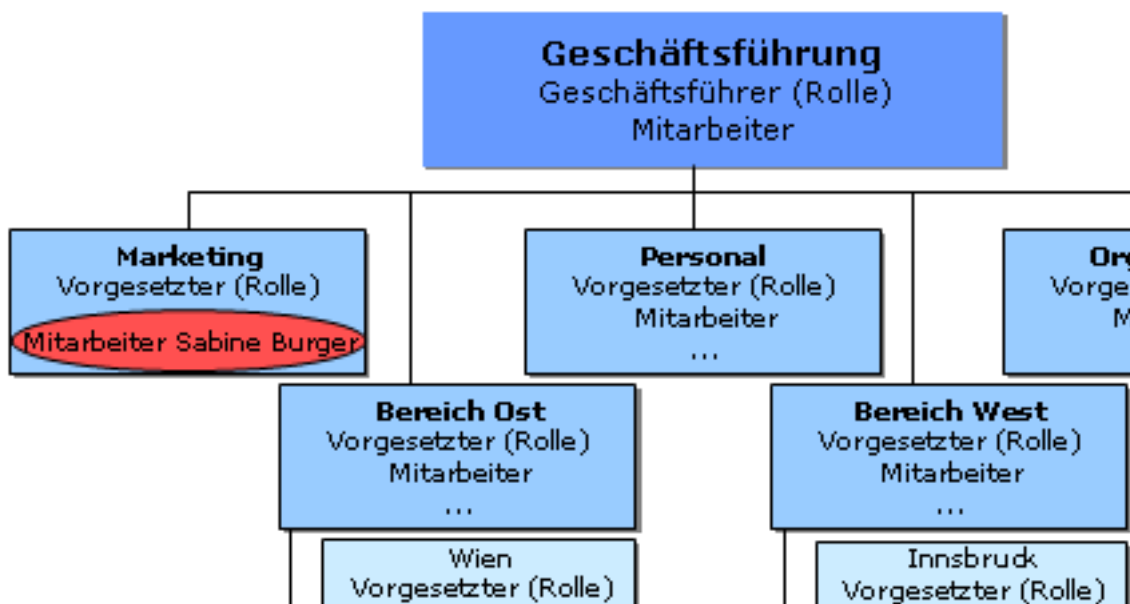 Geschäftsführung
Geschäftsführer (Rolle)
Mitarbeiter
Marketing
Vorgesetzter (Rolle)
Mitarbeiter Sabine Burger
Personal
Vorgesetzter (Rolle)
Mitarbeiter
...
Bereich Ost
Vorgesetzter (Rolle)
Mitarbeiter
...
Bereich West
Vorgesetzter (Rolle)
Mitarbeiter
...
Wien
Vorgesetzter (Rolle)
Innsbruck
Vorgesetzter (Rolle)